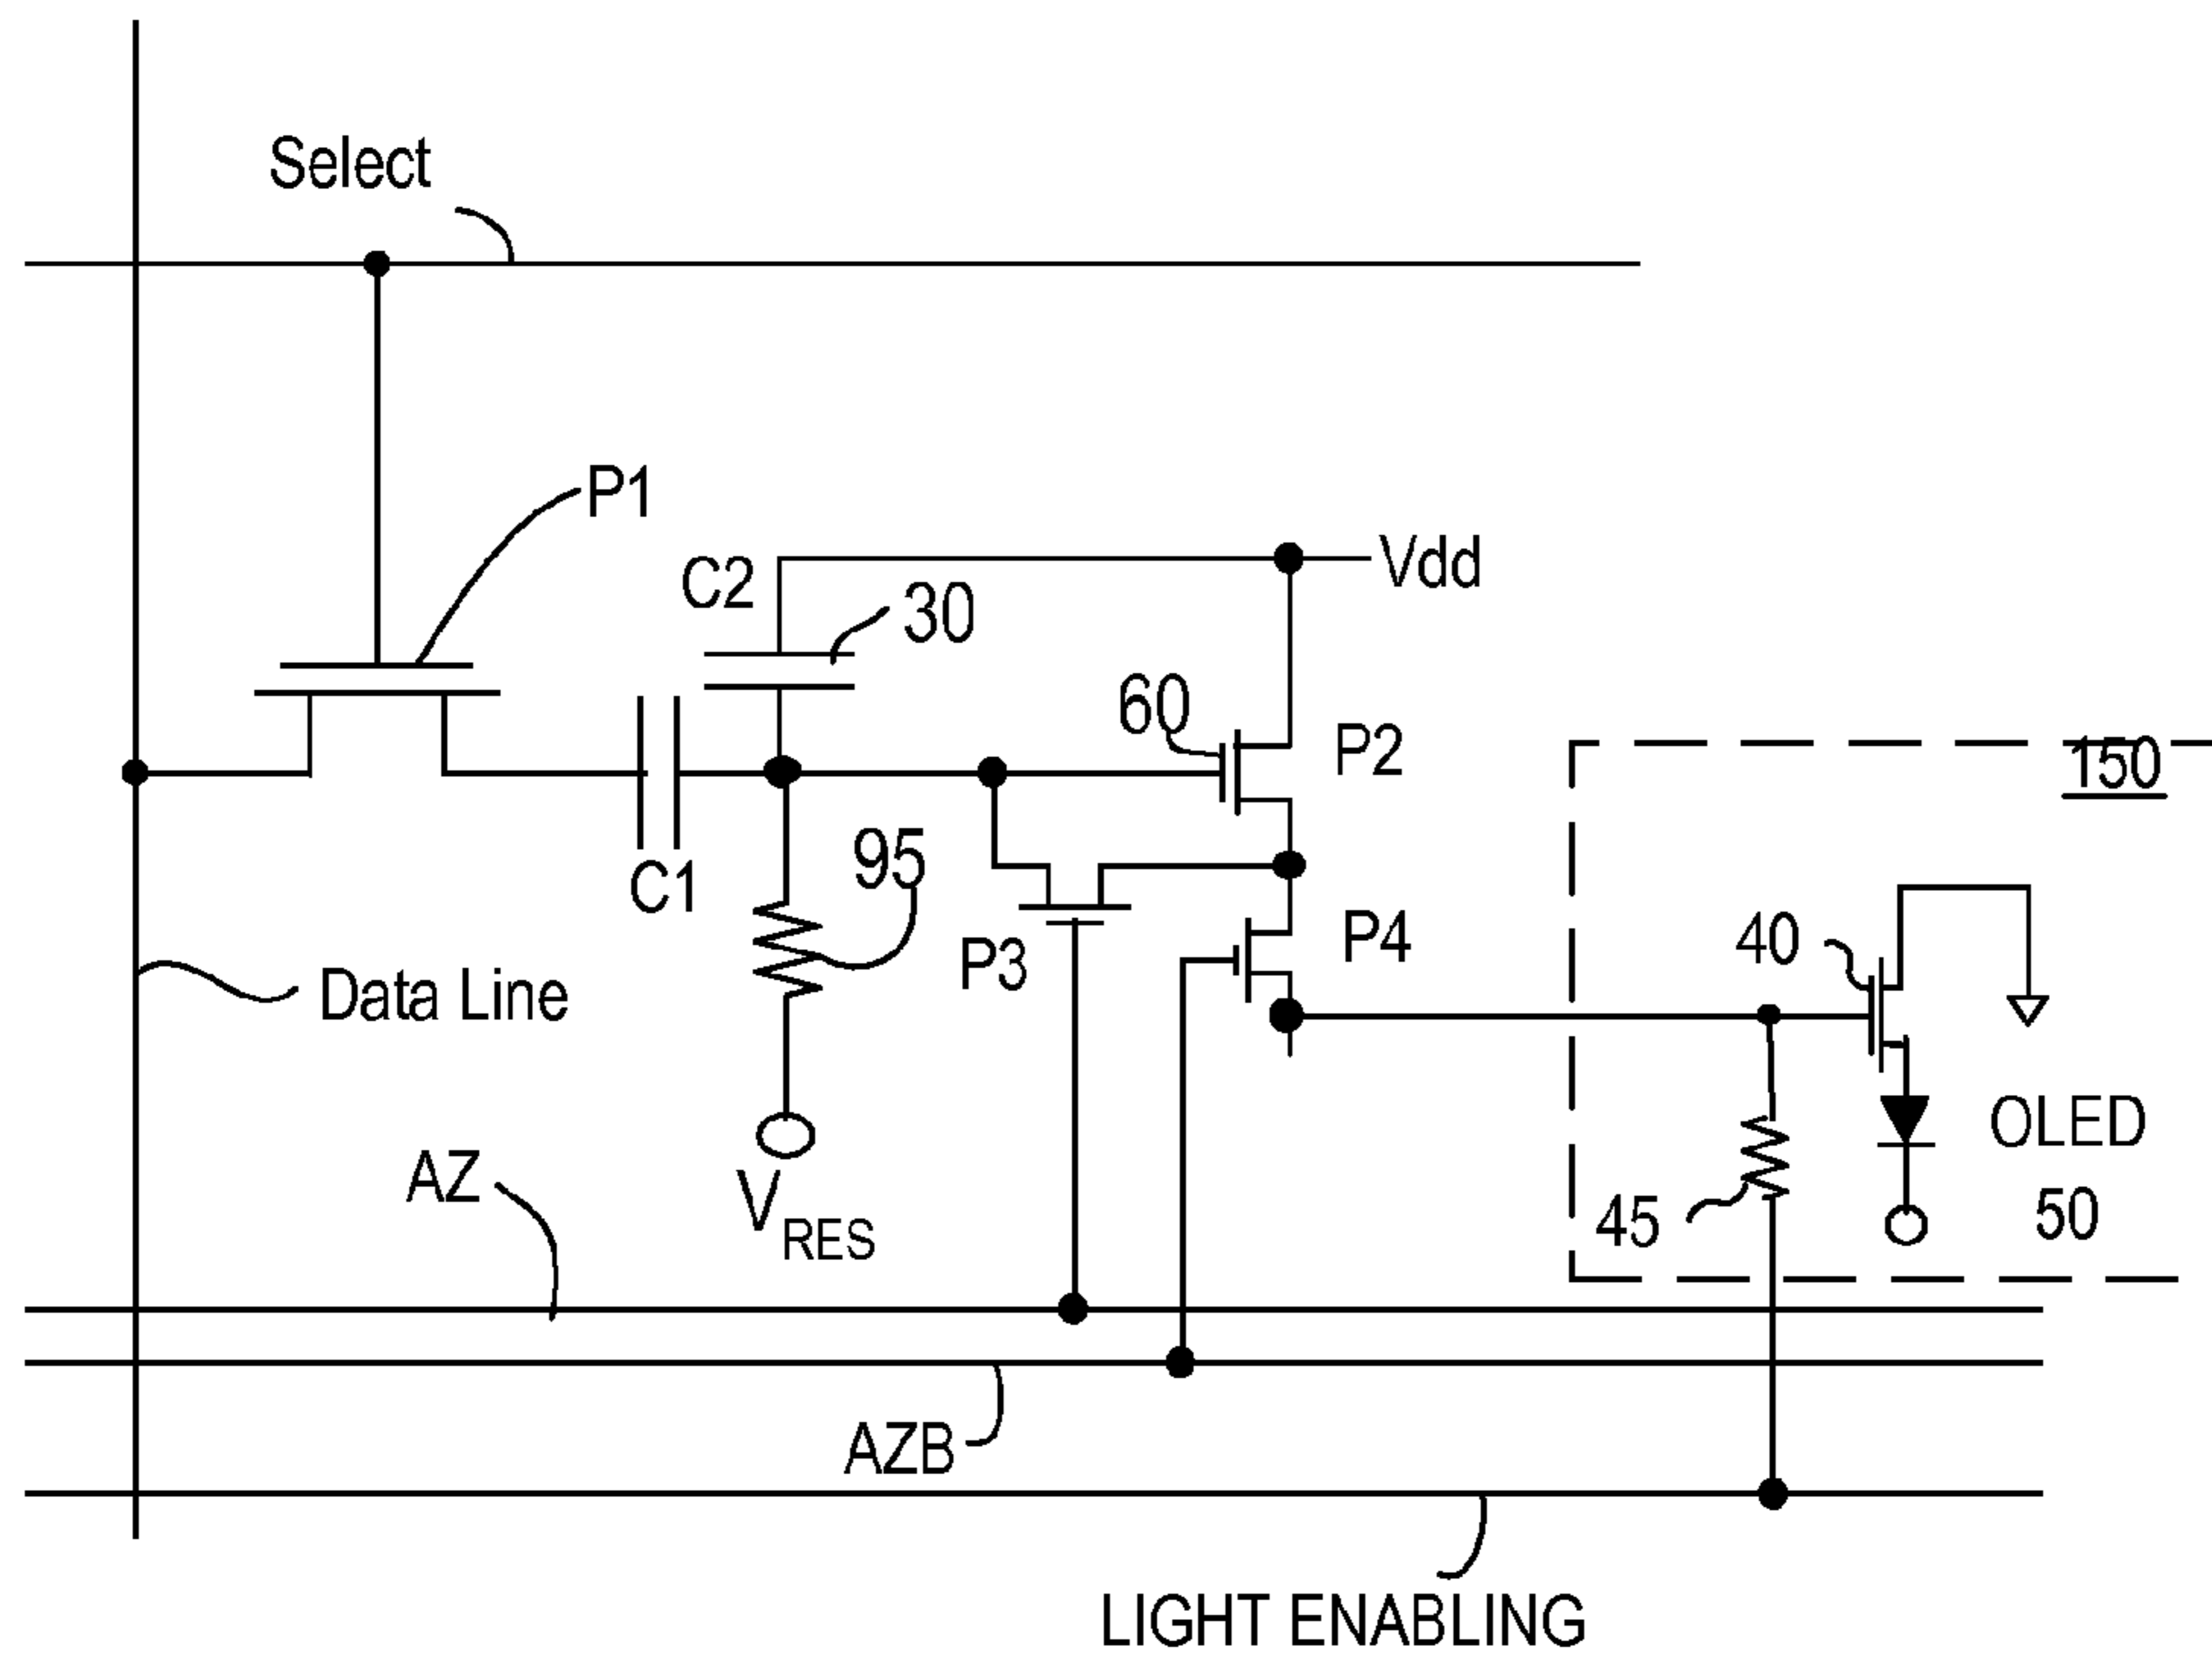 Select
P1
C2
30
Vdd
60
P2
150
C1
95
P3
P4
40
Data Line
OLED
50
45
AZ
VRES
AZB
LIGHT ENABLING